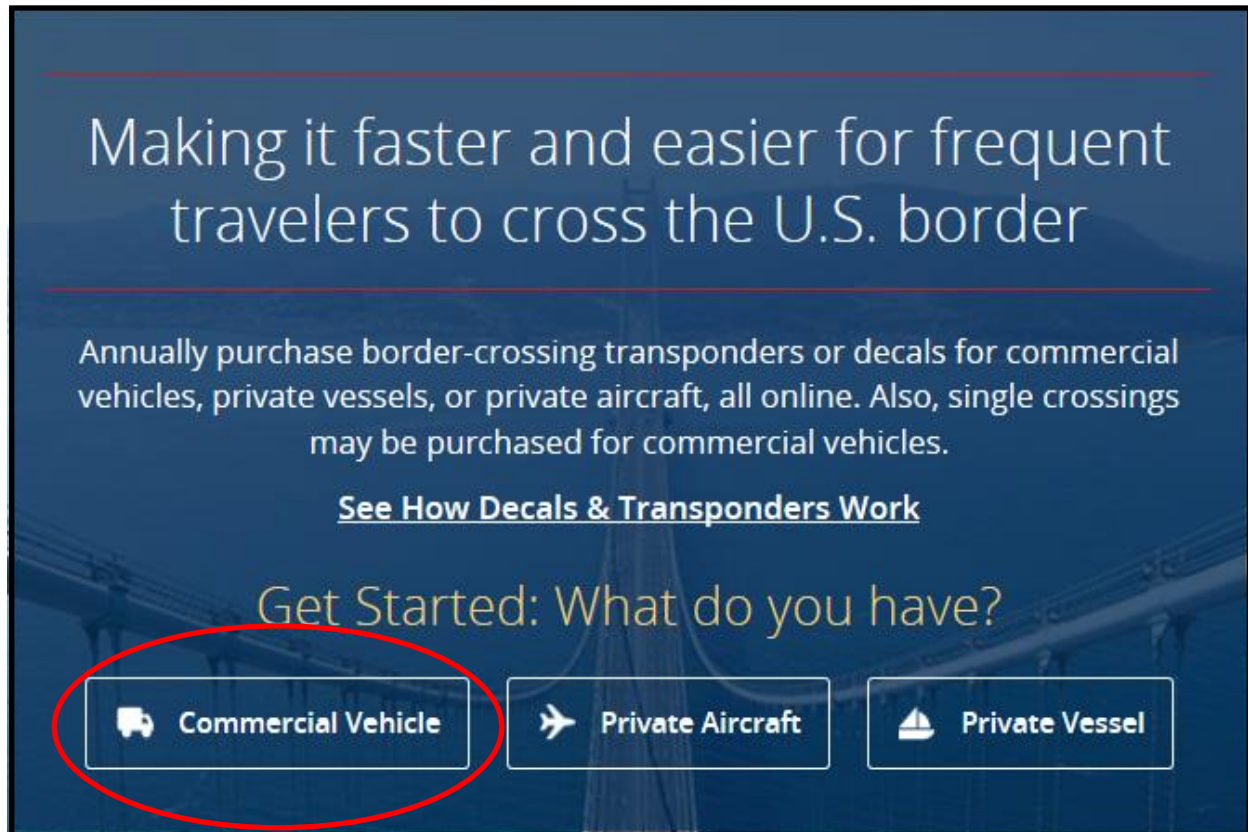 Making it faster and easier for frequent
travelers to cross the U.S. border
Annually purchase border-crossing transponders or decals for commercial
vehicles, private vessels, or private aircraft, all online. Also, single crossings
may be purchased for commercial vehicles.
See How Decals & Transponders Work
Get Started: What do you have?
Commercial Vehicle
Private Aircraft
Private Vessel